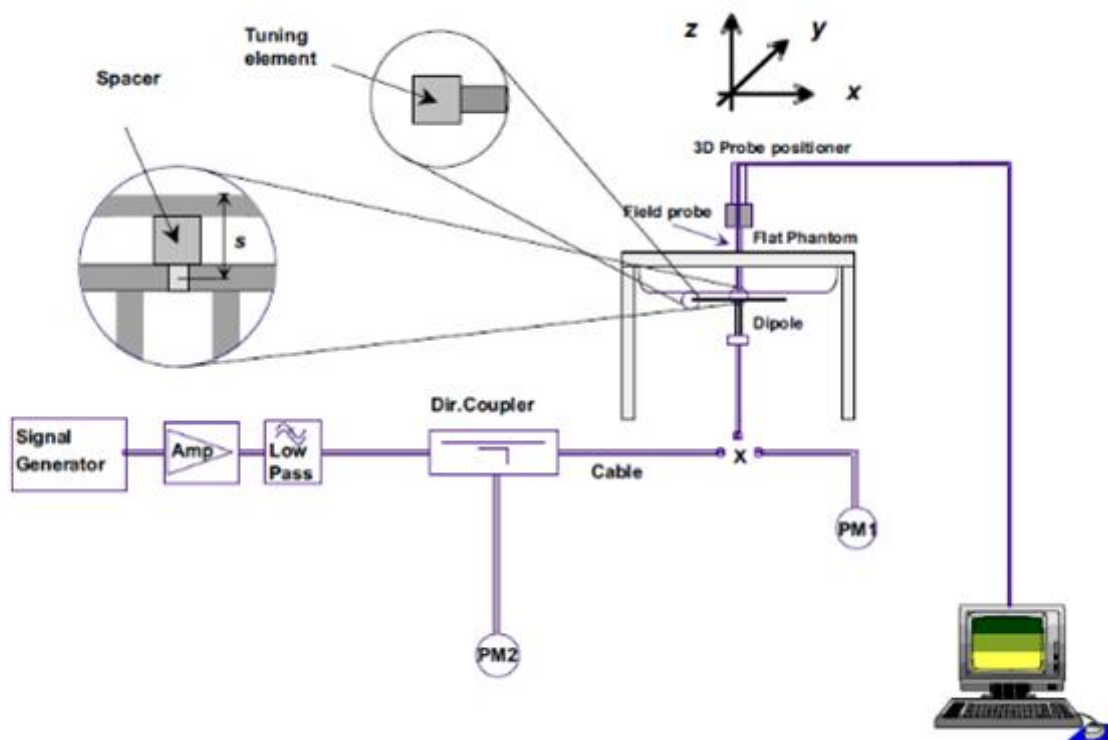 Tuning
element
Spacer
z
y
x
3D Probe positioner
Field probe
Flat Phantom
s
Dipole
Dir.Coupler
Signal
Generator
Amp
Low
Pass
Cable
X
PM1
PM2